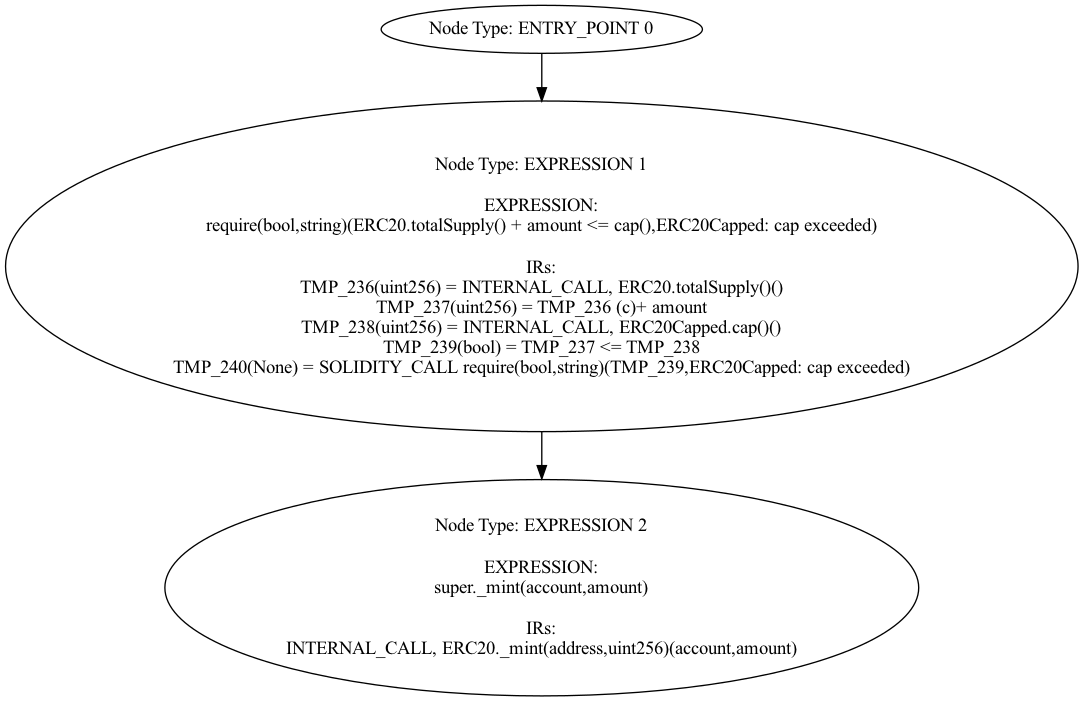 Node Type: ENTRY_POINT 0
Node Type: EXPRESSION 1
EXPRESSION:
require(bool,string)(ERC20.totalSupply() + amount <= cap(),ERC20Capped: cap exceeded)
IRs:
TMP_236(uint256) = INTERNAL_CALL, ERC20.totalSupply()()
TMP_237(uint256) = TMP_236 (c)+ amount
TMP_238(uint256) = INTERNAL_CALL, ERC20Capped.cap()()
TMP_239(bool) = TMP_237 <= TMP_238
TMP_240(None) = SOLIDITY_CALL require(bool,string)(TMP_239,ERC20Capped: cap exceeded)
Node Type: EXPRESSION 2
EXPRESSION:
super._mint(account,amount)
IRs:
INTERNAL_CALL, ERC20._mint(address,uint256)(account,amount)